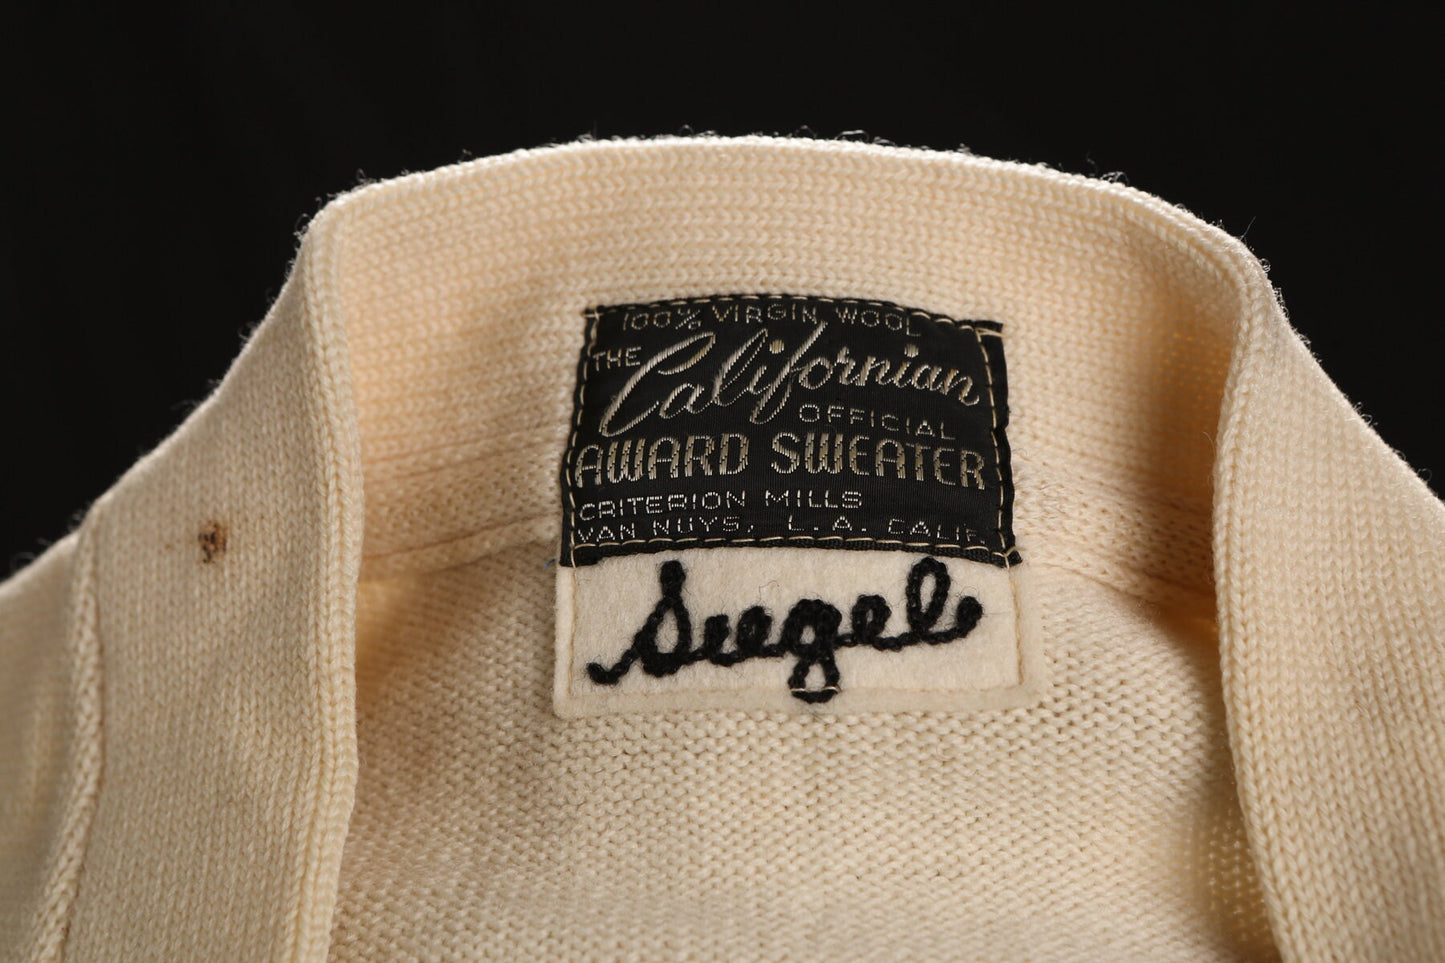 100% VIRGIN WOOL
THE Californian
OFFICIAL
AWARD SWEATER
CRITERION MILLS
VAN NUYS, L.A. CALIF.
Siegel